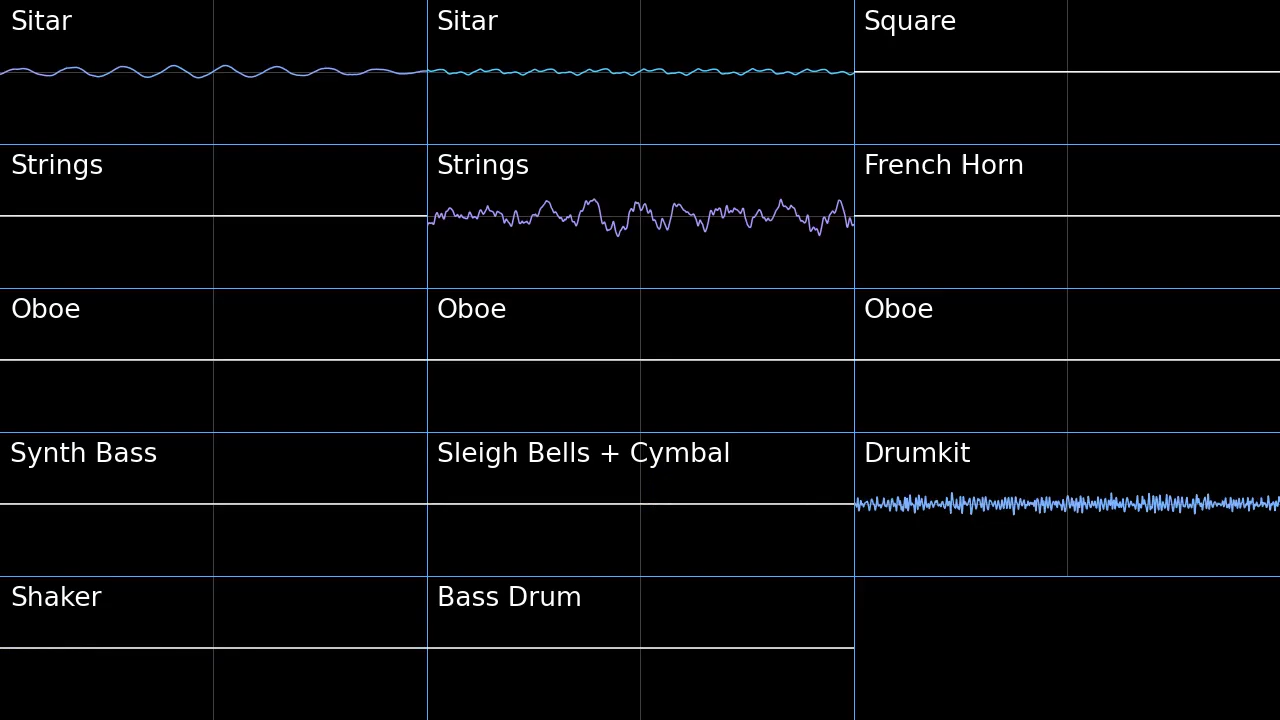 Sitar
Sitar
Square
Strings
Strings
French Horn
Oboe
Oboe
Oboe
Synth Bass
Sleigh Bells + Cymbal
Drumkit
Shaker
Bass Drum